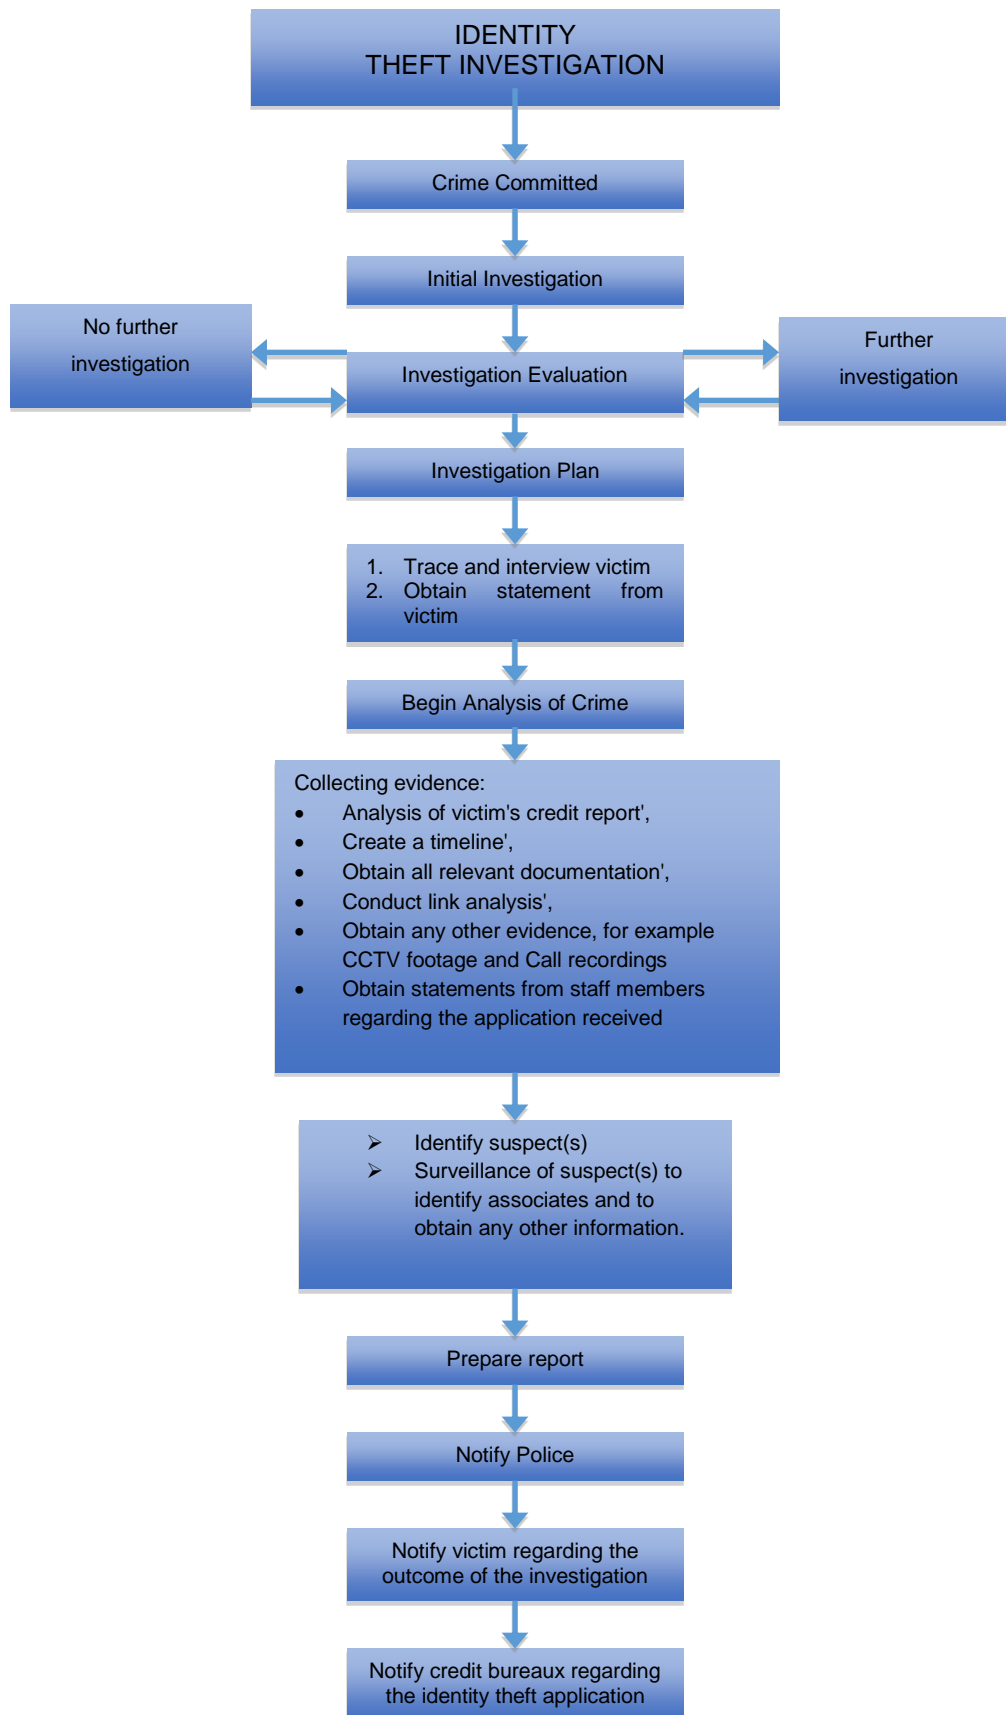 IDENTITY
THEFT INVESTIGATION
Crime Committed
Initial Investigation
No further
investigation
Investigation Evaluation
Further
investigation
Investigation Plan
1. Trace and interview victim
2. Obtain statement from
victim
Begin Analysis of Crime
Collecting evidence:
• Analysis of victim's credit report',
• Create a timeline',
• Obtain all relevant documentation',
• Conduct link analysis',
• Obtain any other evidence, for example
CCTV footage and Call recordings
• Obtain statements from staff members
regarding the application received
➢ Identify suspect(s)
➢ Surveillance of suspect(s) to
identify associates and to
obtain any other information.
Prepare report
Notify Police
Notify victim regarding the
outcome of the investigation
Notify credit bureaux regarding
the identity theft application